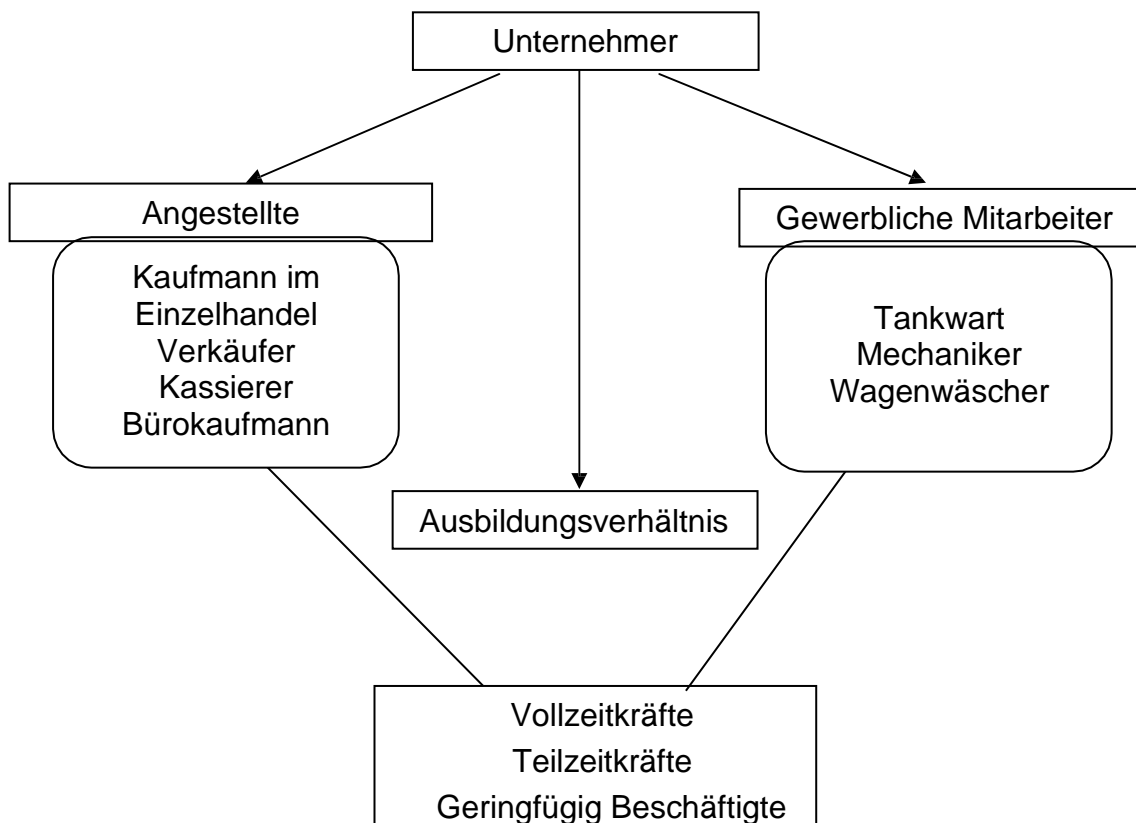 Unternehmer
Angestellte
Gewerbliche Mitarbeiter
Kaufmann im
Einzelhandel
Verkäufer
Kassierer
Bürokaufmann
Tankwart
Mechaniker
Wagenwäscher
Ausbildungsverhältnis
Vollzeitkräfte
Teilzeitkräfte
Geringfügig Beschäftigte